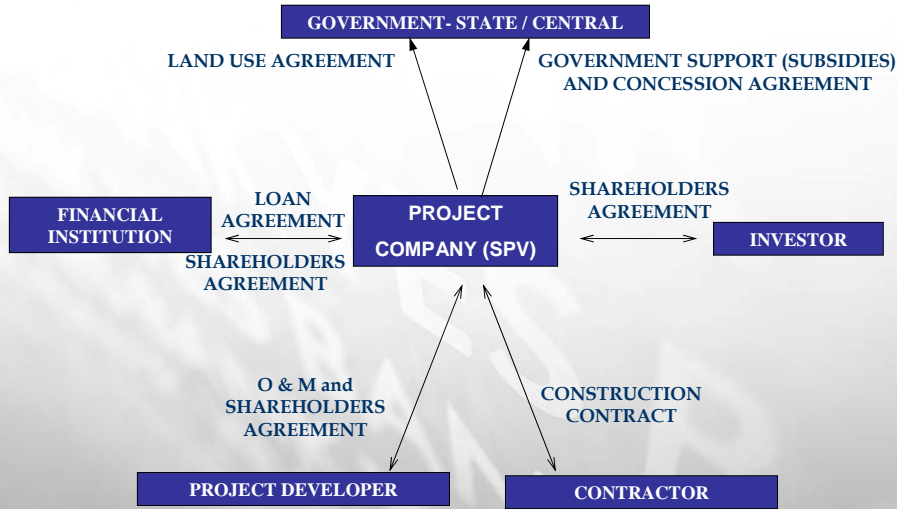 GOVERNMENT- STATE / CENTRAL
LAND USE AGREEMENT
GOVERNMENT SUPPORT (SUBSIDIES)
AND CONCESSION AGREEMENT
FINANCIAL
INSTITUTION
LOAN
AGREEMENT
SHAREHOLDERS
AGREEMENT
PROJECT
COMPANY (SPV)
SHAREHOLDERS
AGREEMENT
INVESTOR
O & M and
SHAREHOLDERS
AGREEMENT
CONSTRUCTION
CONTRACT
PROJECT DEVELOPER
CONTRACTOR